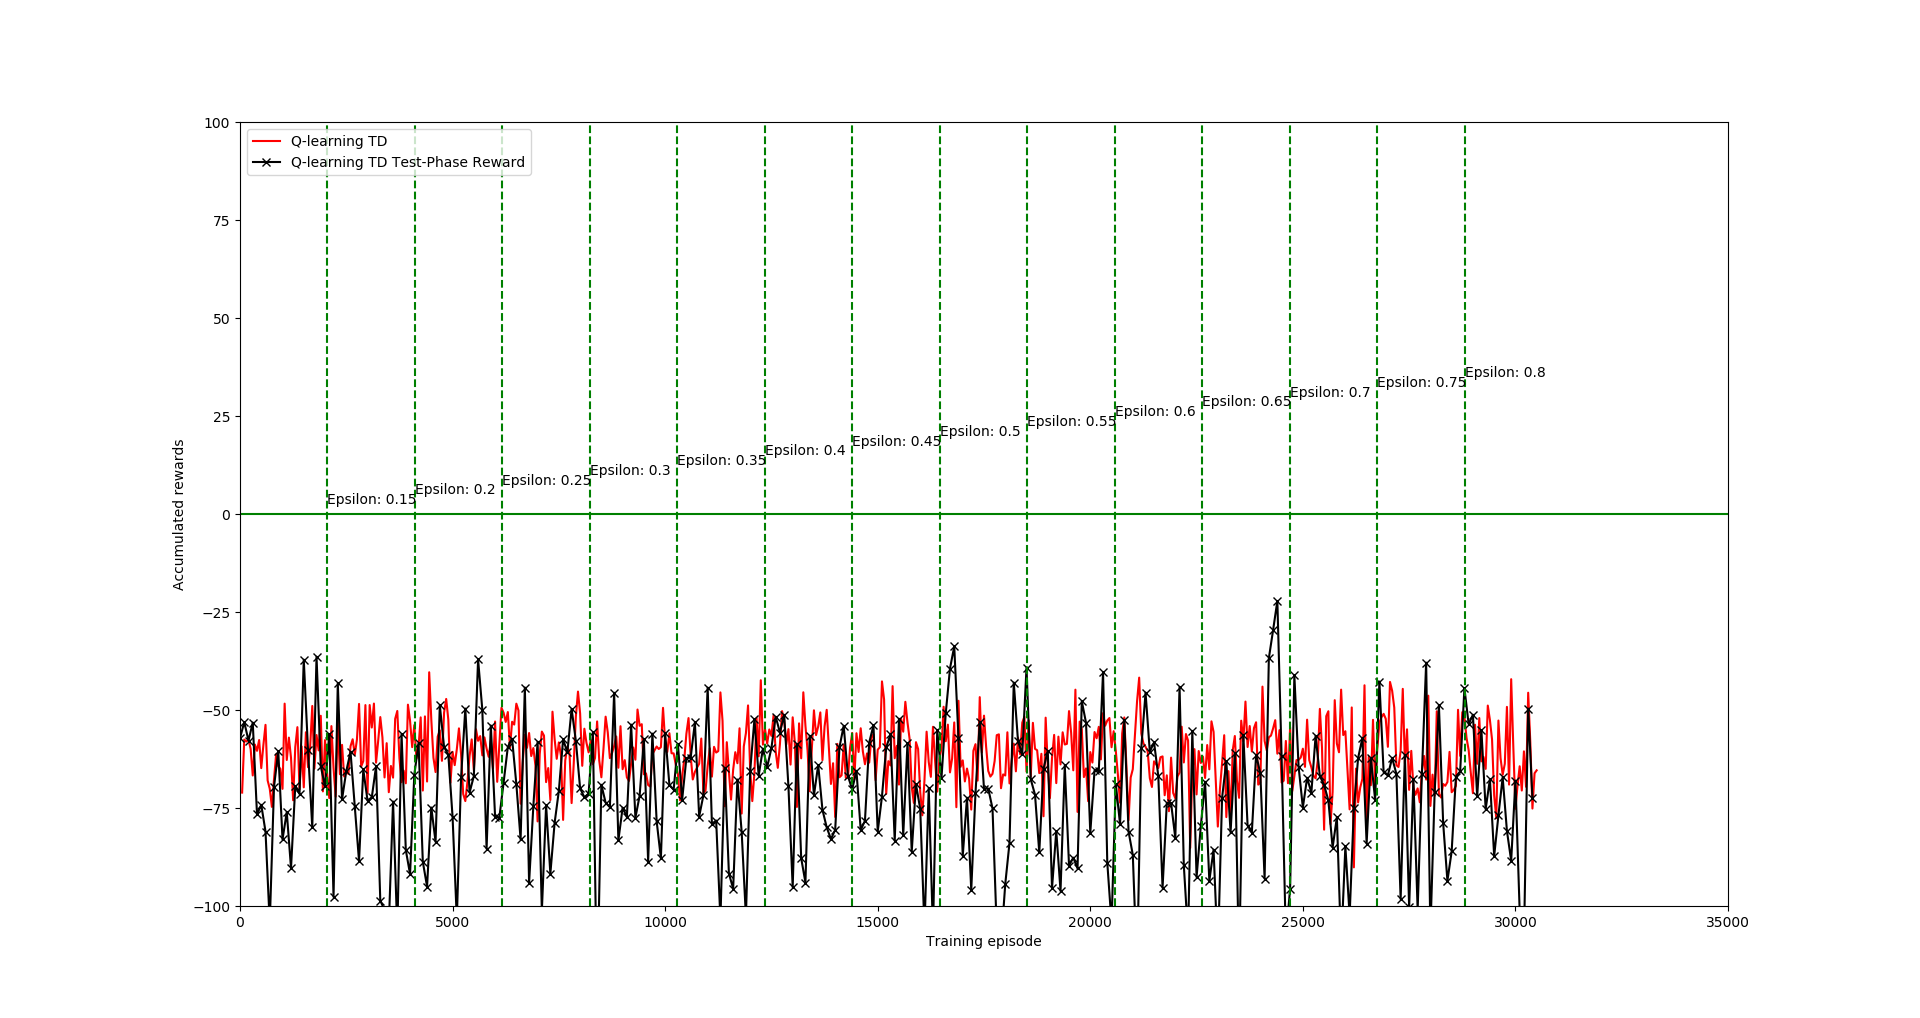 100
75
50
25
0
−25
−50
−75
−100
Accumulated rewards
Q-learning TD
Q-learning TD Test-Phase Reward
Epsilon: 0.15
Epsilon: 0.2
Epsilon: 0.25
Epsilon: 0.3
Epsilon: 0.35
Epsilon: 0.4
Epsilon: 0.45
Epsilon: 0.5
Epsilon: 0.55
Epsilon: 0.6
Epsilon: 0.65
Epsilon: 0.7
Epsilon: 0.75
Epsilon: 0.8
0 5000 10000 15000 20000 25000 30000 35000
Training episode